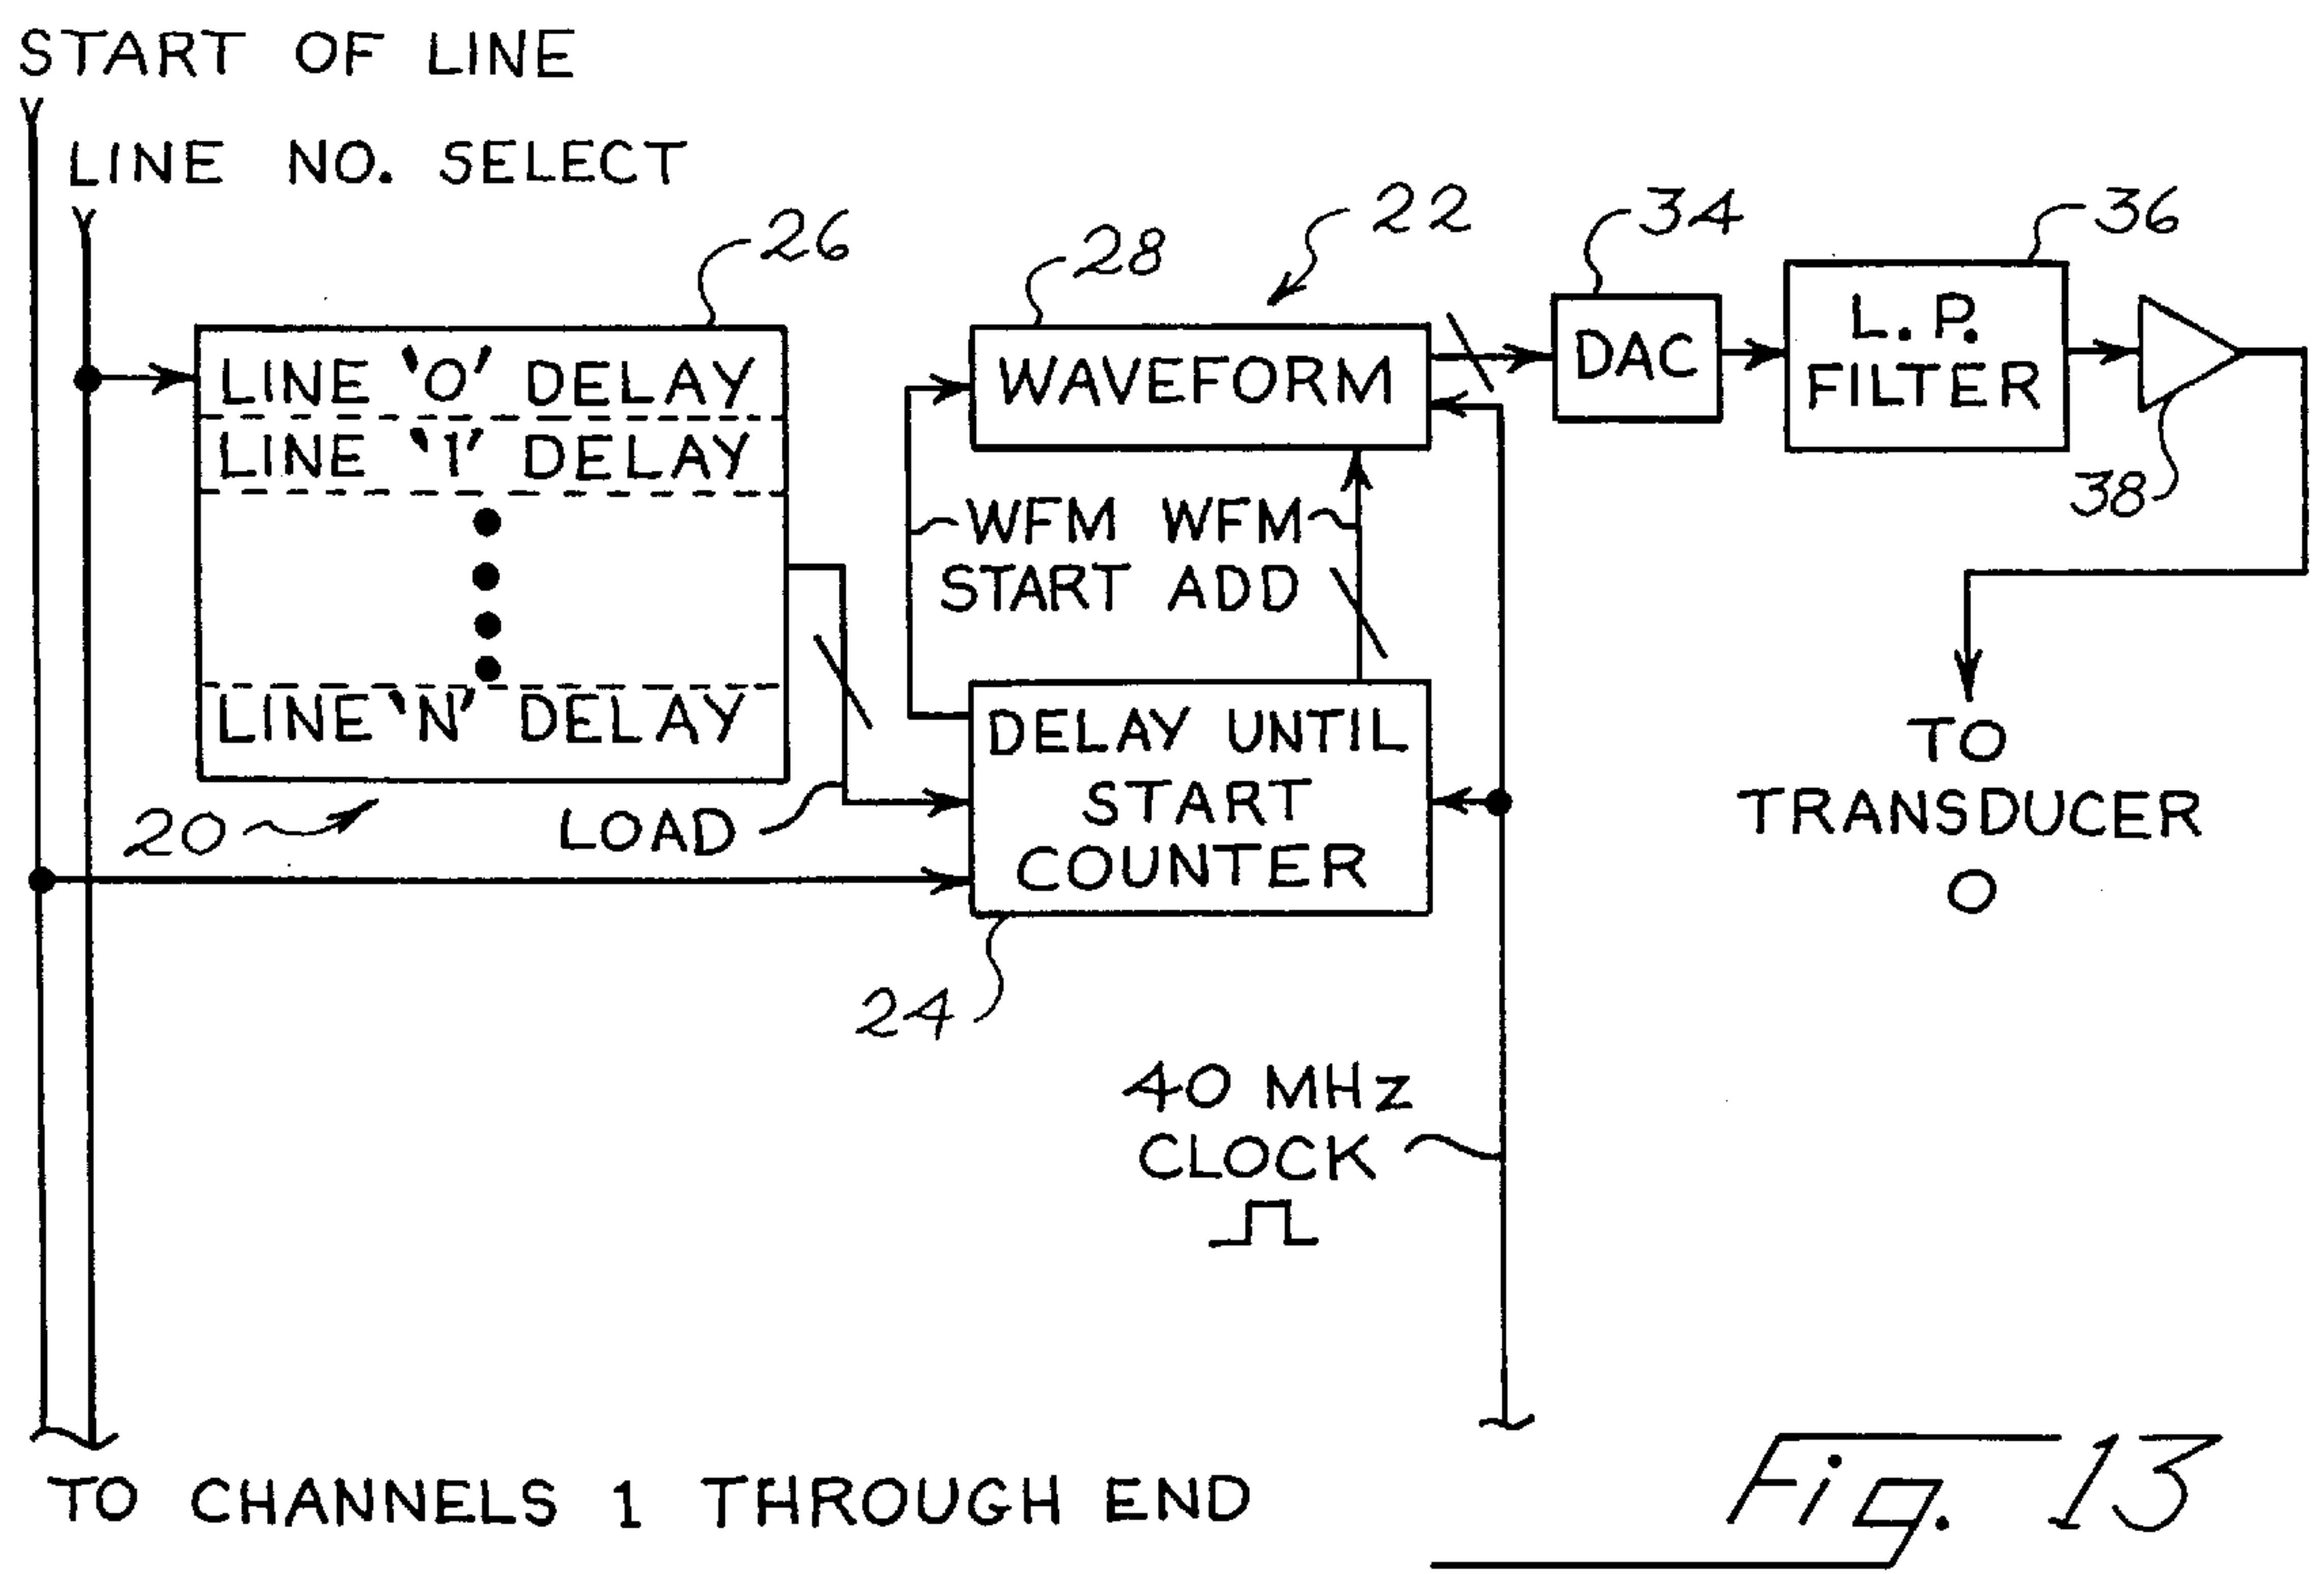 START OF LINE
LINE NO. SELECT
26
28
22
34
36
LINE '0' DELAY
LINE '1' DELAY
LINE 'N' DELAY
WAVEFORM
DAC
L. P.
FILTER
38
WFM WFM
START ADD
DELAY UNTIL
START
COUNTER
LOAD
20
24
TO
TRANSDUCER
0
40 MHz
CLOCK
TO CHANNELS 1 THROUGH END
Fig. 13